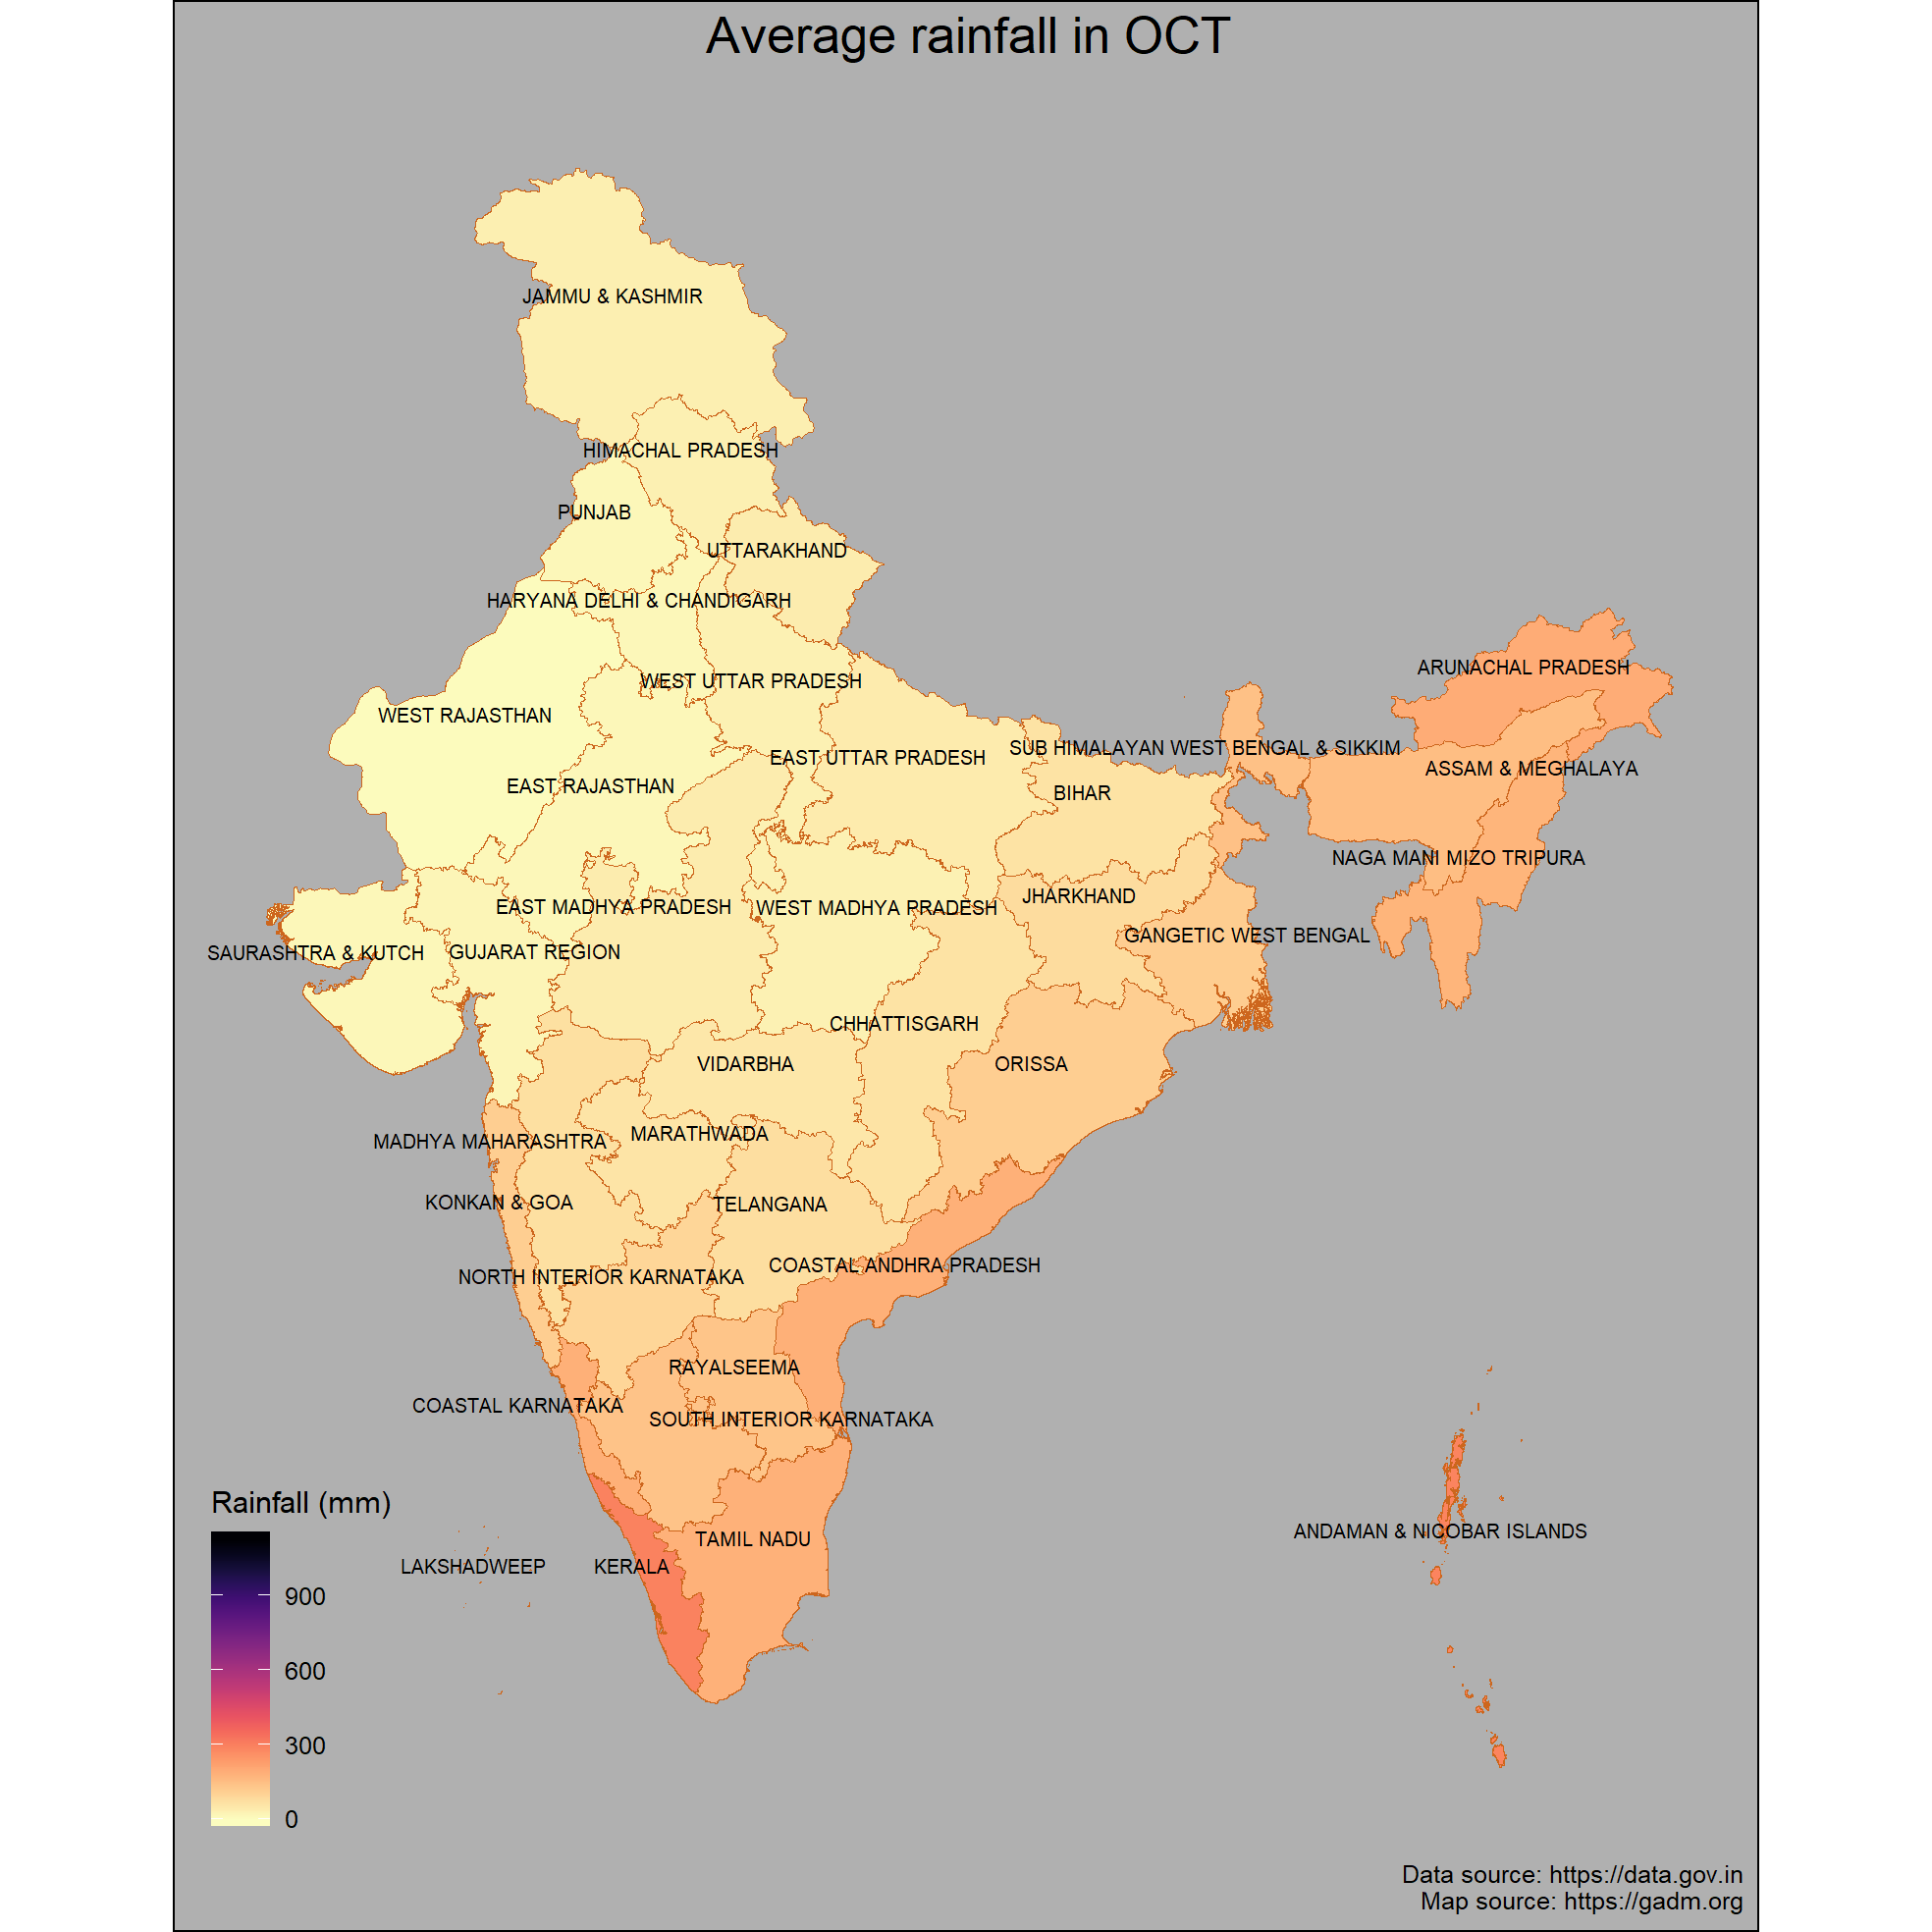 Average rainfall in OCT
JAMMU & KASHMIR
HIMACHAL PRADESH
PUNJAB
UTTARAKHAND
HARYANA DELHI & CHANDIGARH
ARUNACHAL PRADESH
WEST UTTAR PRADESH
WEST RAJASTHAN
SUB HIMALAYAN WEST BENGAL & SIKKIM
EAST UTTAR PRADESH
ASSAM & MEGHALAYA
EAST RAJASTHAN
BIHAR
NAGA MANI MIZO TRIPURA
JHARKHAND
EAST MADHYA PRADESH
WEST MADHYA PRADESH
GANGETIC WEST BENGAL
SAURASHTRA & KUTCH
GUJARAT REGION
CHHATTISGARH
VIDARBHA
ORISSA
MARATHWADA
MADHYA MAHARASHTRA
KONKAN & GOA
TELANGANA
COASTAL ANDHRA PRADESH
NORTH INTERIOR KARNATAKA
RAYALSEEMA
COASTAL KARNATAKA
SOUTH INTERIOR KARNATAKA
ANDAMAN & NICOBAR ISLANDS
TAMIL NADU
LAKSHADWEEP
KERALA
Rainfall (mm)
900
600
300
0
Data source: https://data.gov.in
Map source: https://gadm.org